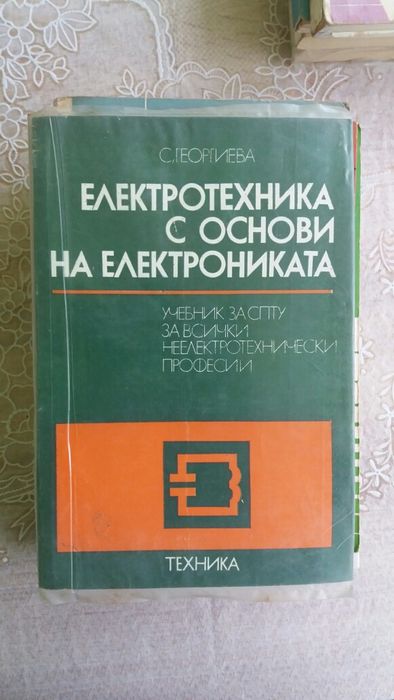 С. ГЕОРГИЕВА
ЕЛЕКТРОТЕХНИКА
С ОСНОВИ
НА ЕЛЕКТРОНИКАТА
УЧЕБНИК ЗА СПТУ
ЗА ВСИЧКИ
НЕЕЛЕКТРОТЕХНИЧЕСКИ
ПРОФЕСИИ
ТЕХНИКА